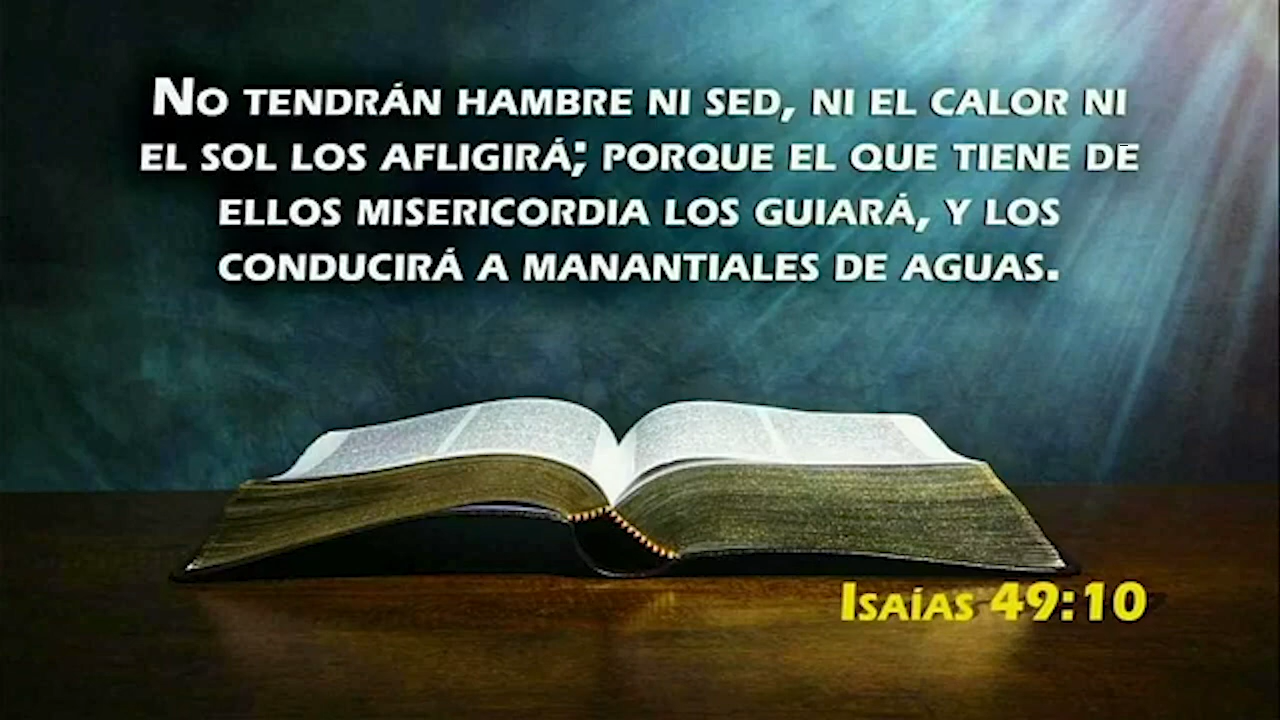 No tendrán hambre ni sed, ni el calor ni
el sol los afligirá; porque el que tiene de
ellos misericordia los guiará, y los
conducirá a manantiales de aguas.
Isaías 49:10